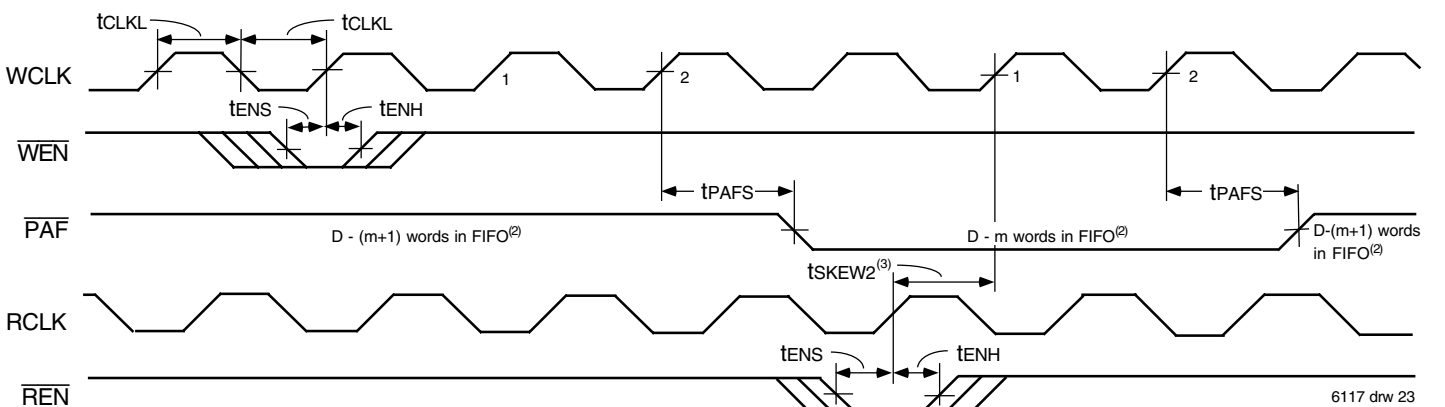 tCLKL tCLKL
WCLK 1 2 1 2
tENS tENH
WEN
tPAFS tPAFS
PAF
D - (m+1) words in FIFO(2)
D - m words in FIFO(2)
D-(m+1) words
in FIFO(2)
tSKEW2(3)
RCLK
tENS tENH
REN
6117 drw 23